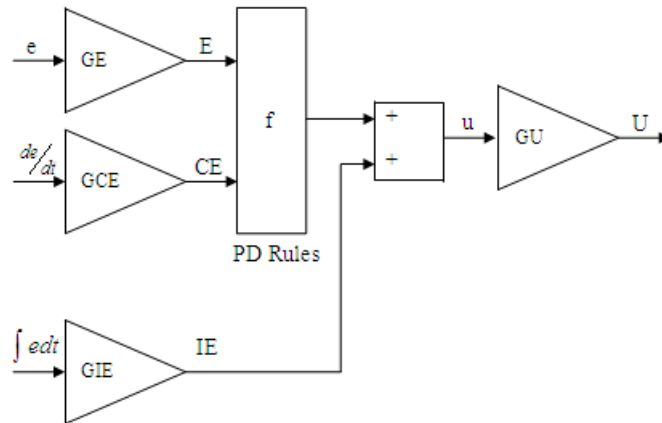 e
GE
E
f
+
u
GU
U
de/dt
GCE
CE
+
PD Rules
∫ edt
GIE
IE